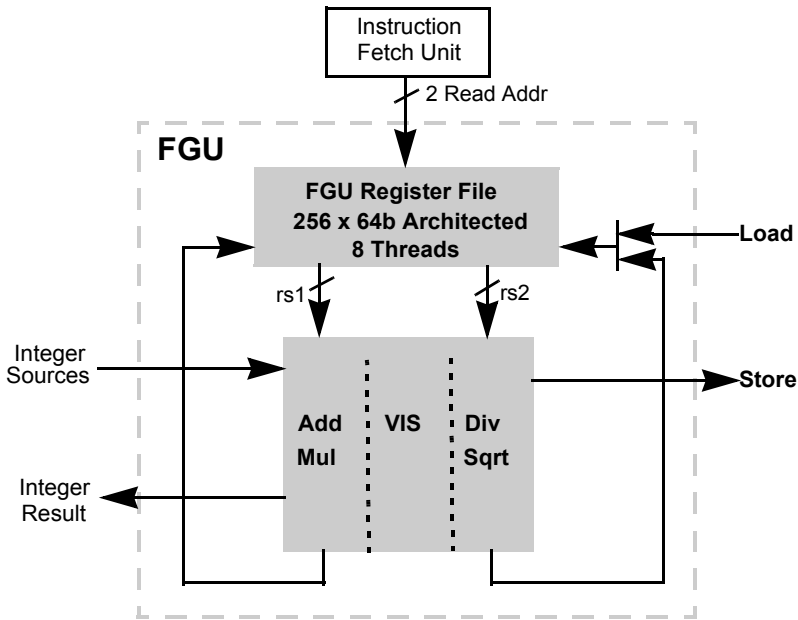 Instruction
Fetch Unit
2 Read Addr
FGU
FGU Register File
256 x 64b Architected
8 Threads
Load
rs1
rs2
Integer
Sources
Store
Add
VIS
Div
Mul
Sqrt
Integer
Result